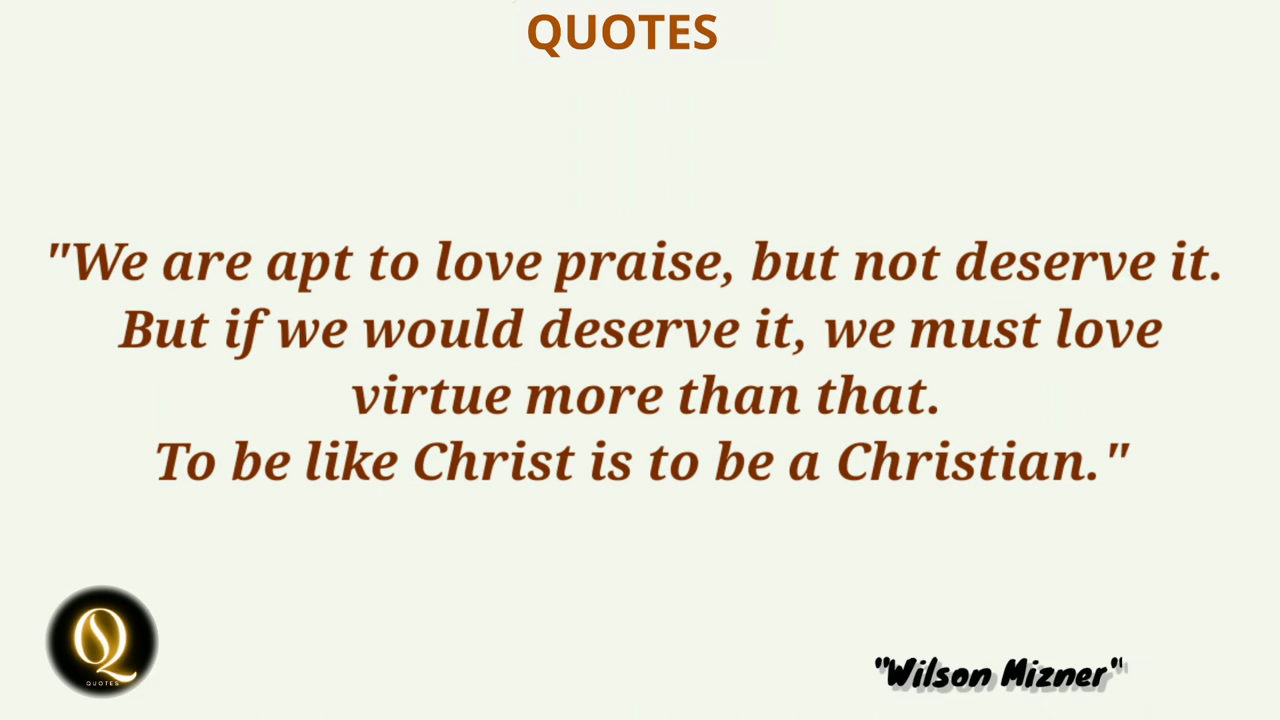 QUOTES
"We are apt to love praise, but not deserve it.
But if we would deserve it, we must love
virtue more than that.
To be like Christ is to be a Christian."
Q
QUOTES
"Wilson Mizner"